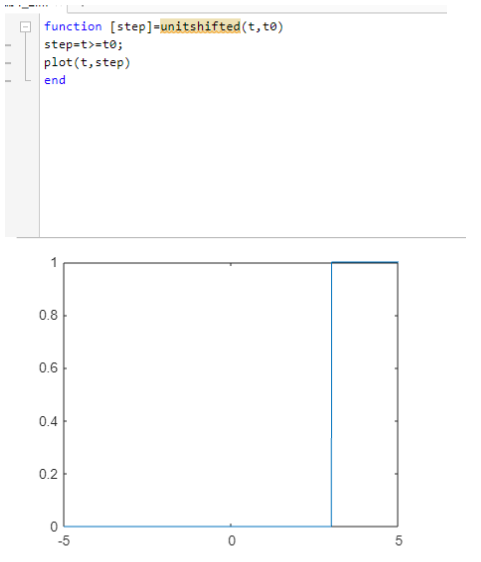 function [step]=unitshifted(t,t0)
step=t>=t0;
plot(t,step)
end
1
0.8
0.6
0.4
0.2
0
-5 0 5